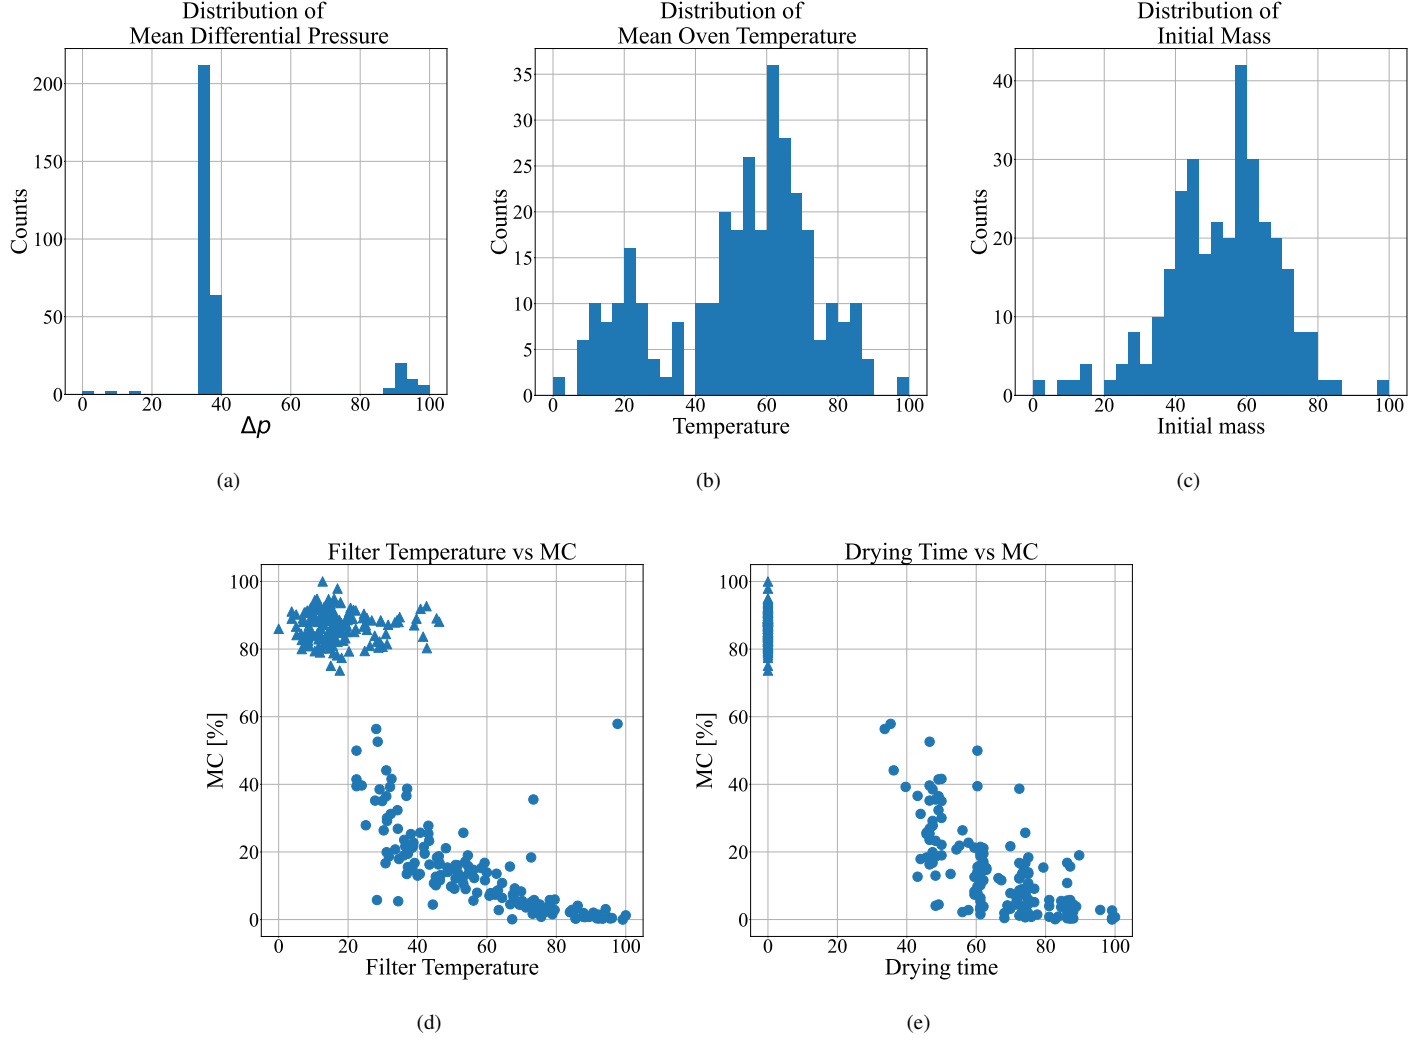 Distribution of
Mean Differential Pressure
Counts
200
150
100
50
0
0 20 40 60 80 100
Δp
(a)
Distribution of
Mean Oven Temperature
Counts
35
30
25
20
15
10
5
0
0 20 40 60 80 100
Temperature
(b)
Distribution of
Initial Mass
Counts
40
30
20
10
0
0 20 40 60 80 100
Initial mass
(c)
Filter Temperature vs MC
MC [%]
100
80
60
40
20
0
0 20 40 60 80 100
Filter Temperature
(d)
Drying Time vs MC
MC [%]
100
80
60
40
20
0
0 20 40 60 80 100
Drying time
(e)